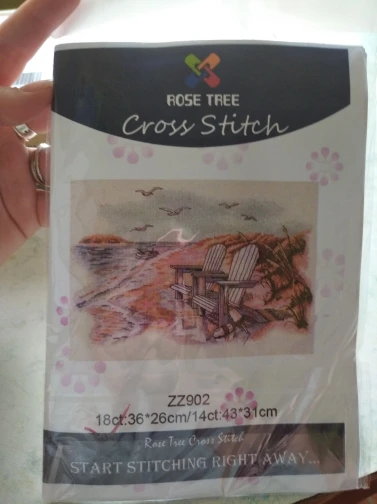 ROSE TREE
Cross Stitch
ZZ902
18ct:36*26cm/14ct:43*31cm
Rose Tree Cross Stitch
START STITCHING RIGHT AWAY...